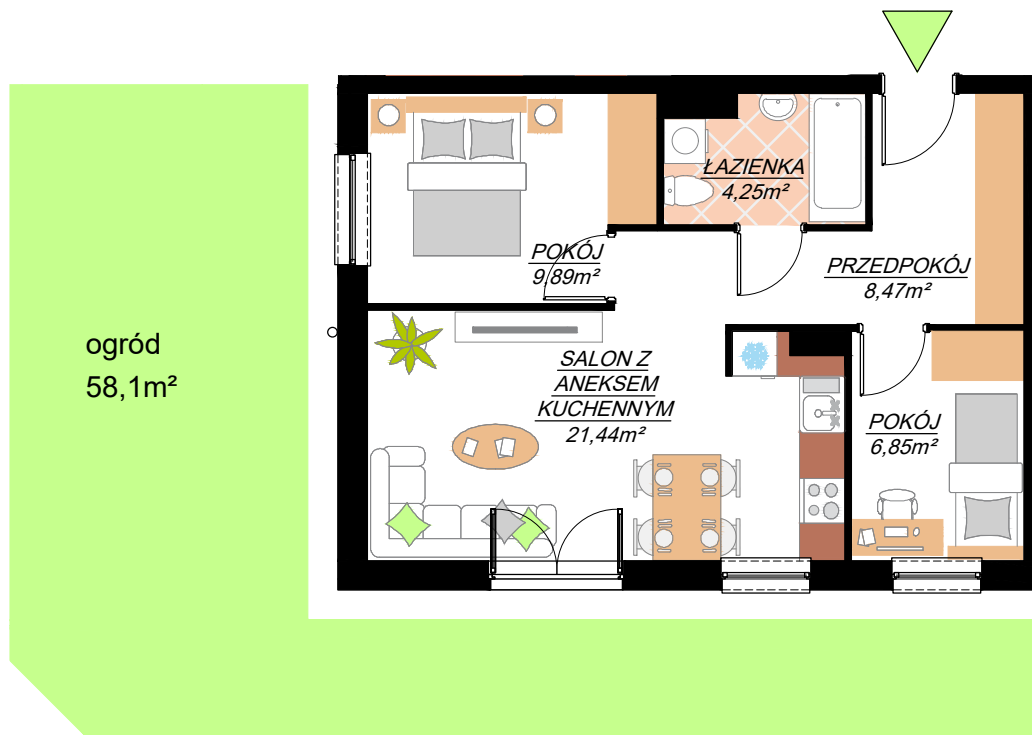 ŁAZIENKA
4,25m²
POKÓJ
9,89m²
PRZEDPOKÓJ
8,47m²
ogród
58,1m²
SALON Z
ANEKSEM
KUCHENNYM
21,44m²
POKÓJ
6,85m²